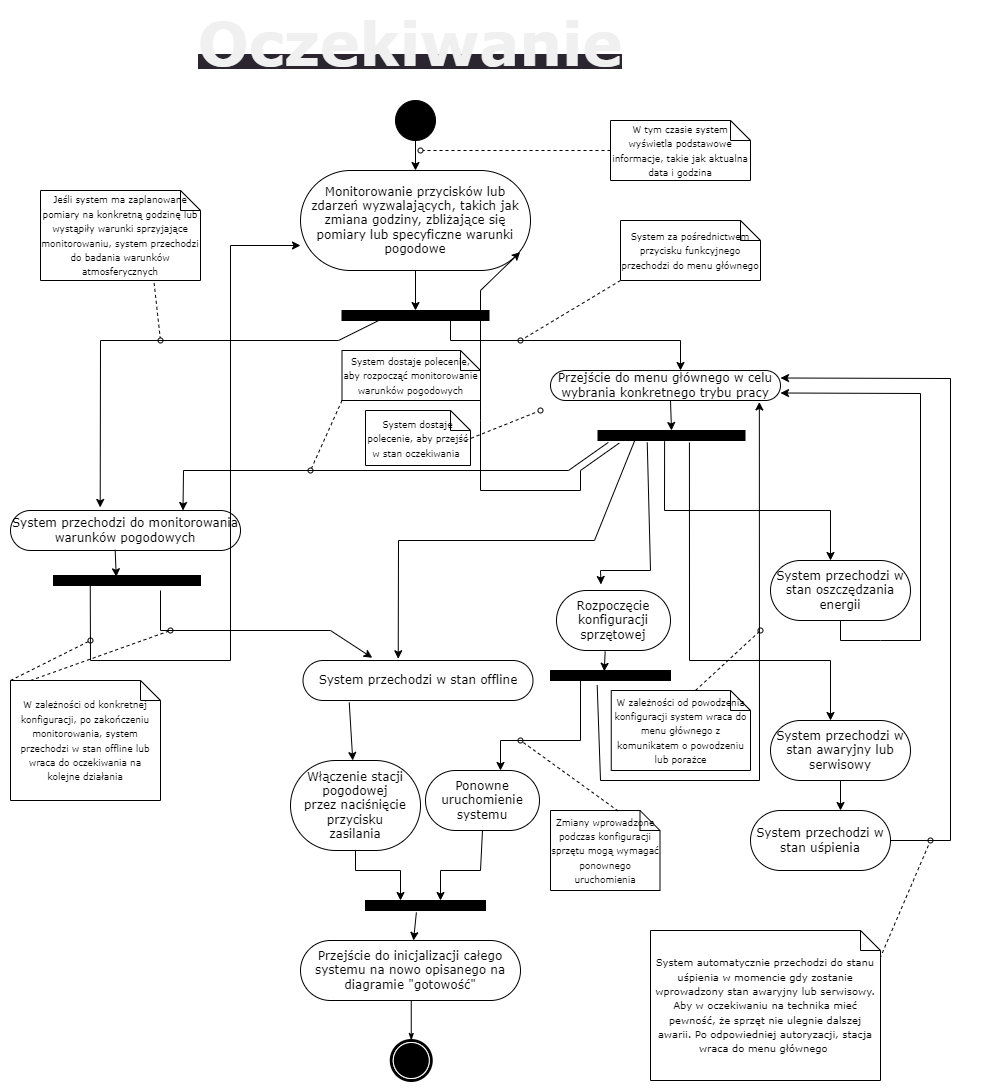 Oczekiwanie
W tym czasie system
wyświetla podstawowe
informacje, takie jak aktualna
data i godzina
Monitorowanie przycisków lub
zdarzeń wyzwalających, takich jak
zmiana godziny, zbliżające się
pomiary lub specyficzne warunki
pogodowe
Jeśli system ma zaplanowane
pomiary na konkretną godzinę lub
wystąpiły warunki sprzyjające
monitorowaniu, system przechodzi
do badania warunków
atmosferycznych
System za pośrednictwem
przycisku funkcyjnego
przechodzi do menu głównego
System dostaje polecenie,
aby rozpocząć monitorowanie
warunków pogodowych
Przejście do menu głównego w celu
wybrania konkretnego trybu pracy
System dostaje
polecenie, aby przejść
w stan oczekiwania
System przechodzi do monitorowania
warunków pogodowych
System przechodzi w
stan oszczędzania
energii
Rozpoczęcie
konfiguracji
sprzętowej
System przechodzi w stan offline
W zależności od konkretnej
konfiguracji, po zakończeniu
monitorowania, system
przechodzi w stan offline lub
wraca do oczekiwania na
kolejne działania
W zależności od powodzenia
konfiguracji system wraca do
menu głównego z
komunikatem o powodzeniu
lub porażce
System przechodzi w
stan awaryjny lub
serwisowy
Włączenie stacji
pogodowej
przez naciśnięcie
przycisku
zasilania
Ponowne
uruchomienie
systemu
Zmiany wprowadzone
podczas konfiguracji
sprzętu mogą wymagać
ponownego
uruchomienia
System przechodzi w
stan uśpienia
Przejście do inicjalizacji całego
systemu na nowo opisanego na
diagramie "gotowość"
System automatycznie przechodzi do stanu
uśpienia w momencie gdy zostanie
wprowadzony stan awaryjny lub serwisowy.
Aby w oczekiwaniu na technika mieć
pewność, że sprzęt nie ulegnie dalszej
awarii. Po odpowiedniej autoryzacji, stacja
wraca do menu głównego